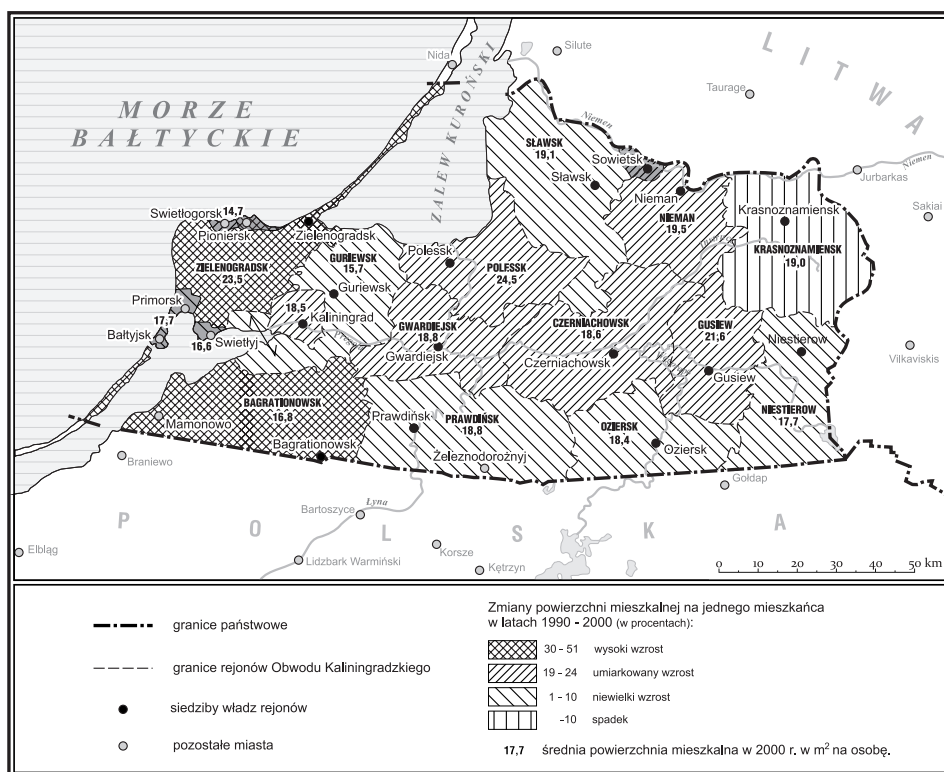 Nida
Silute
LITWA
MORZE
BAŁTYCKIE
ZALEW KUROŃSKI
Taurage
Niemen
SŁAWSK
19,1
Sowietsk
Sławsk
Niemen
Jurbarkas
Nieman
NIEMAN
19,5
Krasnoznamiensk
Sakiai
KRASNOZNAMIENSK
19,0
Swietłogorsk
14,7
Pioniersk
Zielenogradsk
ZIELENOGRADSK
23,5
GURIEWSK
15,7
Polessk
POLESSK
24,5
Guriewsk
Primorsk
17,7
18,5
Kaliningrad
Bałtyjsk
16,6
Swietłyj
GWARDIEJSK
18,8
Gwardiejsk
CZERNIACHOWSK
18,6
Czerniachowsk
GUSIEW
21,6
Gusiew
Niestierow
Vilkaviskis
BAGRATIONOWSK
16,8
Prawdińsk
PRAWDIŃSK
18,8
OZIERSK
18,4
NIESTIEROW
17,7
Mamonowo
Bagrationowsk
Żeleznodorożnyj
Oziersk
Braniewo
Gołdap
Bartoszyce
Łyna
POLSKA
Elbląg
Lidzbark Warmiński
Korsze
Kętrzyn
0 10 20 30 40 50 km
granice państwowe
granice rejonów Obwodu Kaliningradzkiego
siedziby władz rejonów
pozostałe miasta
Zmiany powierzchni mieszkalnej na jednego mieszkańca
w latach 1990 - 2000 (w procentach):
30 - 51 wysoki wzrost
19 - 24 umiarkowany wzrost
1 - 10 niewielki wzrost
-10 spadek
17,7 średnia powierzchnia mieszkalna w 2000 r. w m² na osobę.